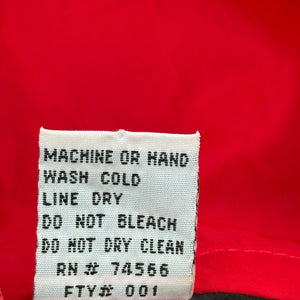 MACHINE OR HAND
WASH COLD
LINE DRY
DO NOT BLEACH
DO NOT DRY CLEAN
RN # 74566
FTY# 001